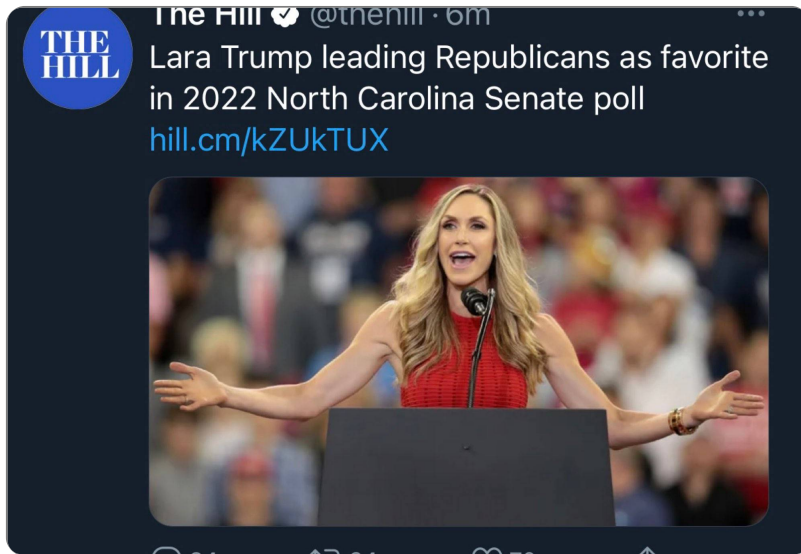 The Hill @thehill · 6m
THE
HILL
Lara Trump leading Republicans as favorite
in 2022 North Carolina Senate poll
hill.cm/kZUkTUX